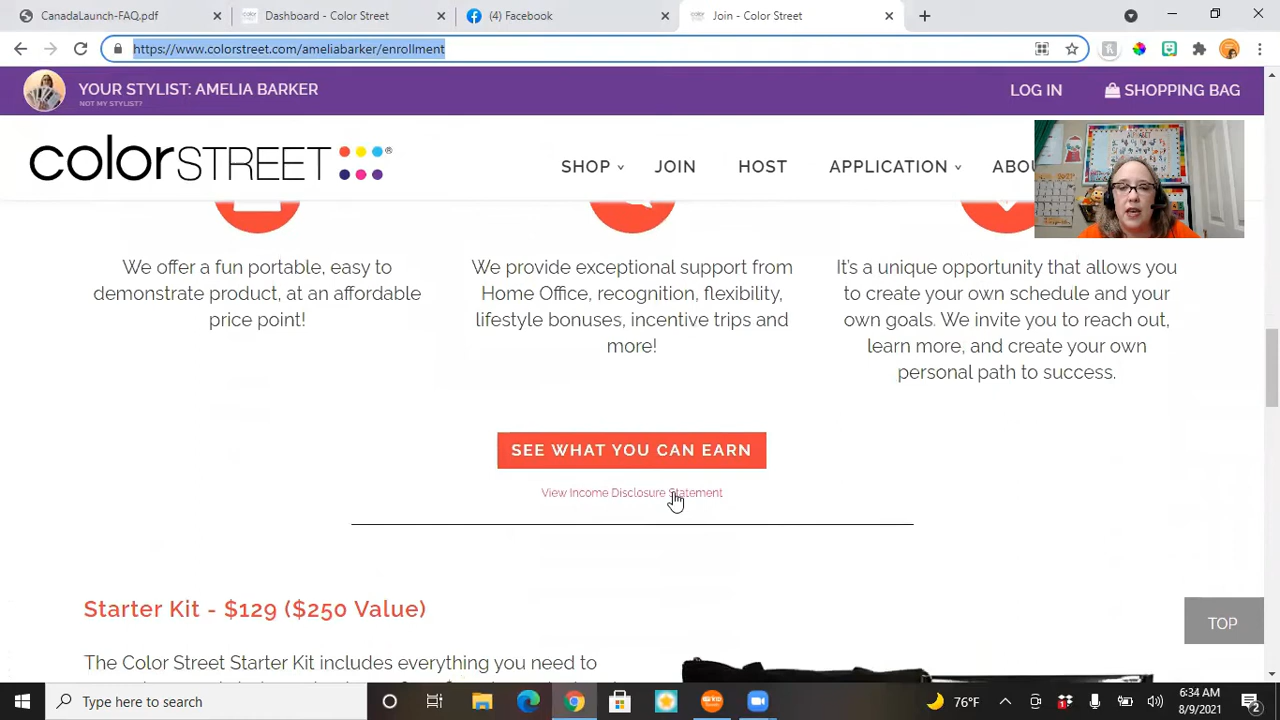 CanadaLaunch-FAQ.pdf
Dashboard - Color Street
(4) Facebook
Join - Color Street
https://www.colorstreet.com/ameliabarker/enrollment
YOUR STYLIST: AMELIA BARKER
NOT MY STYLIST?
LOG IN
SHOPPING BAG
colorSTREET
SHOP
JOIN
HOST
APPLICATION
ABOU
We offer a fun portable, easy to
demonstrate product, at an affordable
price point!
We provide exceptional support from
Home Office, recognition, flexibility,
lifestyle bonuses, incentive trips and
more!
It's a unique opportunity that allows you
to create your own schedule and your
own goals. We invite you to reach out,
learn more, and create your own
personal path to success.
SEE WHAT YOU CAN EARN
View Income Disclosure Statement
Starter Kit - $129 ($250 Value)
The Color Street Starter Kit includes everything you need to
TOP
Type here to search
76°F
6:34 AM
8/9/2021
2